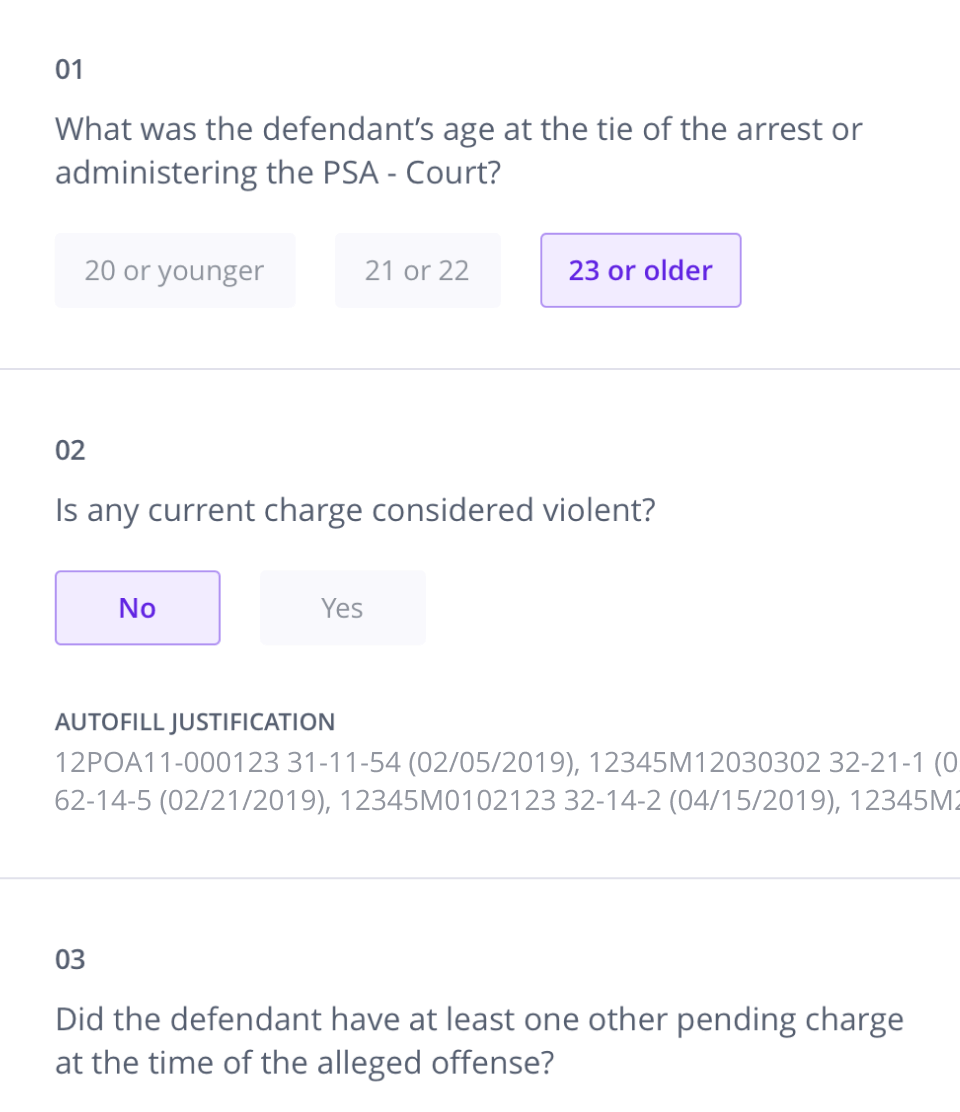 01
What was the defendant’s age at the tie of the arrest or
administering the PSA - Court?
20 or younger 21 or 22 23 or older
02
Is any current charge considered violent?
No Yes
AUTOFILL JUSTIFICATION
12POA11-000123 31-11-54 (02/05/2019), 12345M12030302 32-21-1 (0
62-14-5 (02/21/2019), 12345M0102123 32-14-2 (04/15/2019), 12345M2
03
Did the defendant have at least one other pending charge
at the time of the alleged offense?